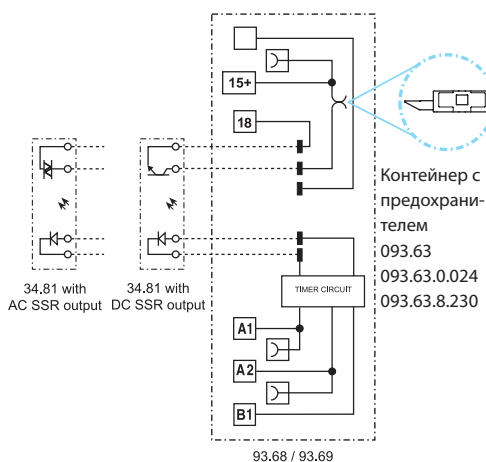 15+
18
Контейнер с
предохрани-
телем
093.63
093.63.0.024
093.63.8.230
34.81 with
AC SSR output
34.81 with
DC SSR output
TIMER CIRCUIT
A1
A2
B1
93.68 / 93.69